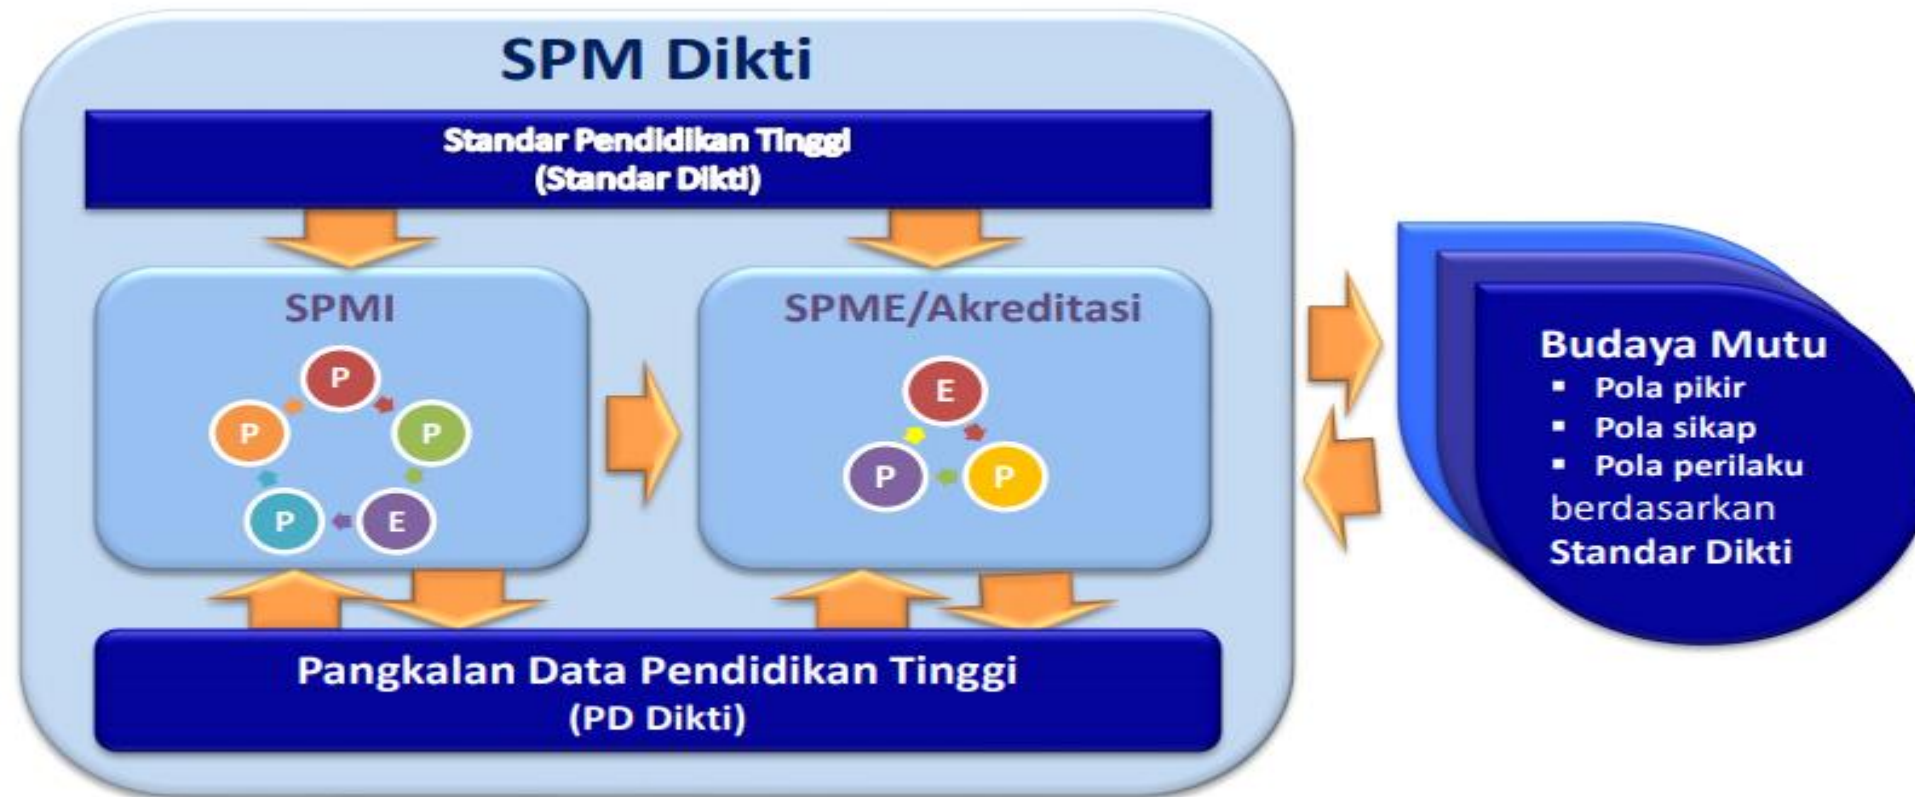 SPM Dikti
Standar Pendidikan Tinggi
(Standar Dikti)
SPMI
P
P
E
P
P
SPME/Akreditasi
E
P
P
Pangkalan Data Pendidikan Tinggi
(PD Dikti)
Budaya Mutu
▪ Pola pikir
▪ Pola sikap
▪ Pola perilaku
berdasarkan
Standar Dikti